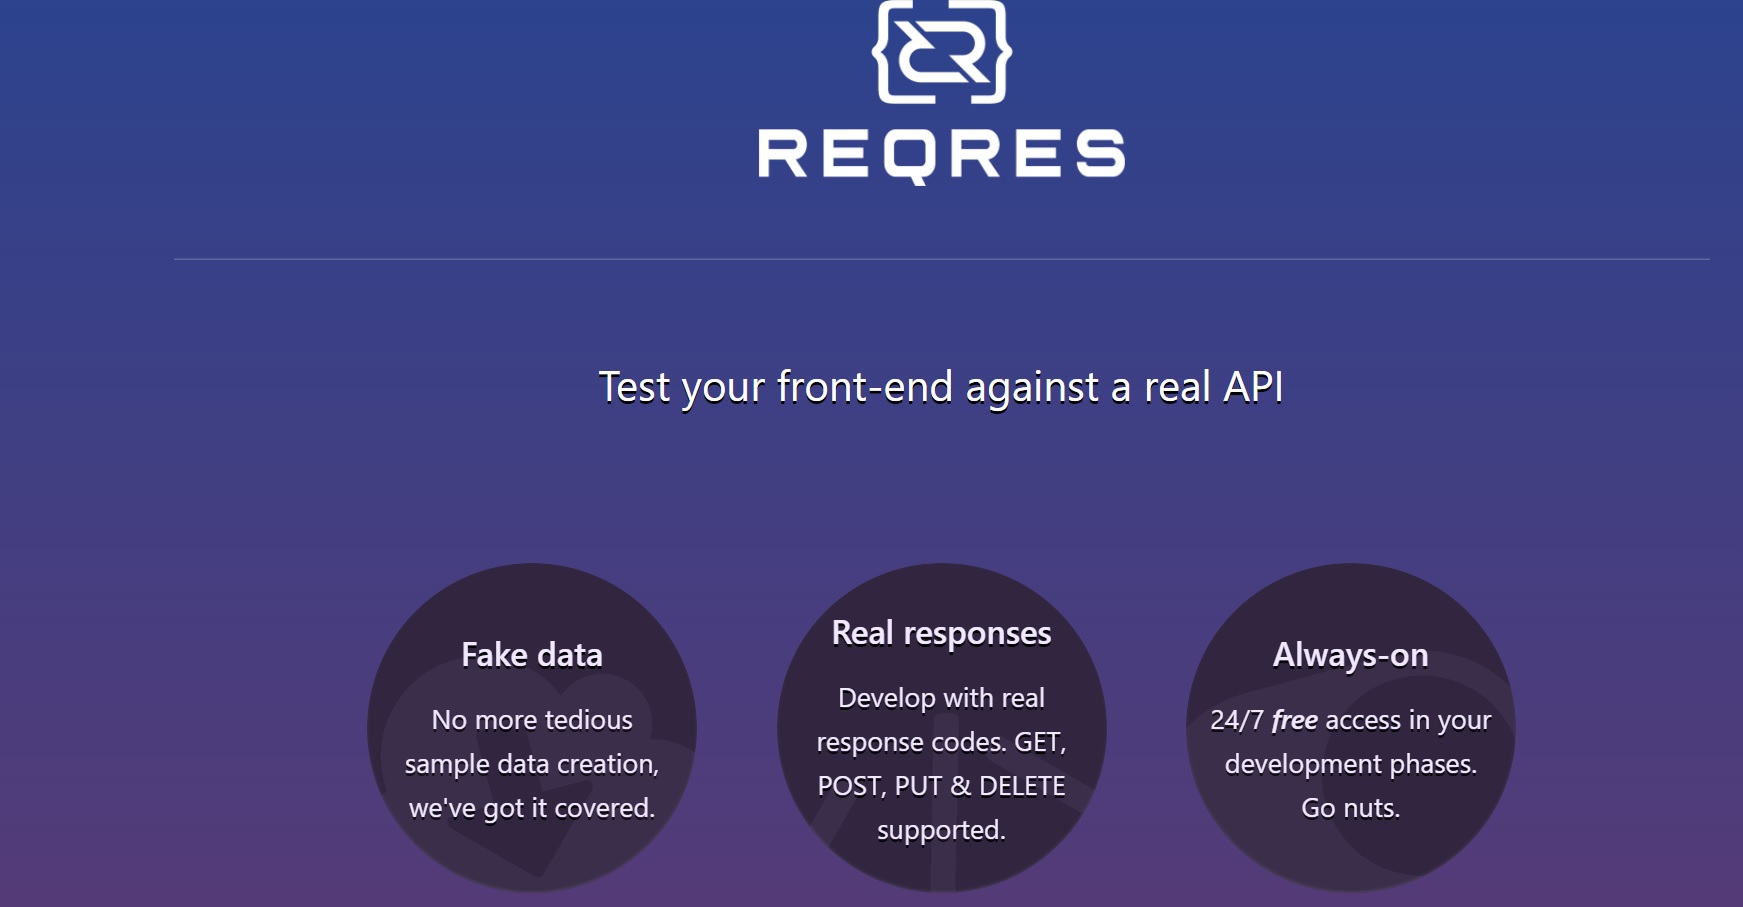 REQRES
Test your front-end against a real API
Fake data
No more tedious
sample data creation,
we've got it covered.
Real responses
Develop with real
response codes. GET,
POST, PUT & DELETE
supported.
Always-on
24/7 free access in your
development phases.
Go nuts.